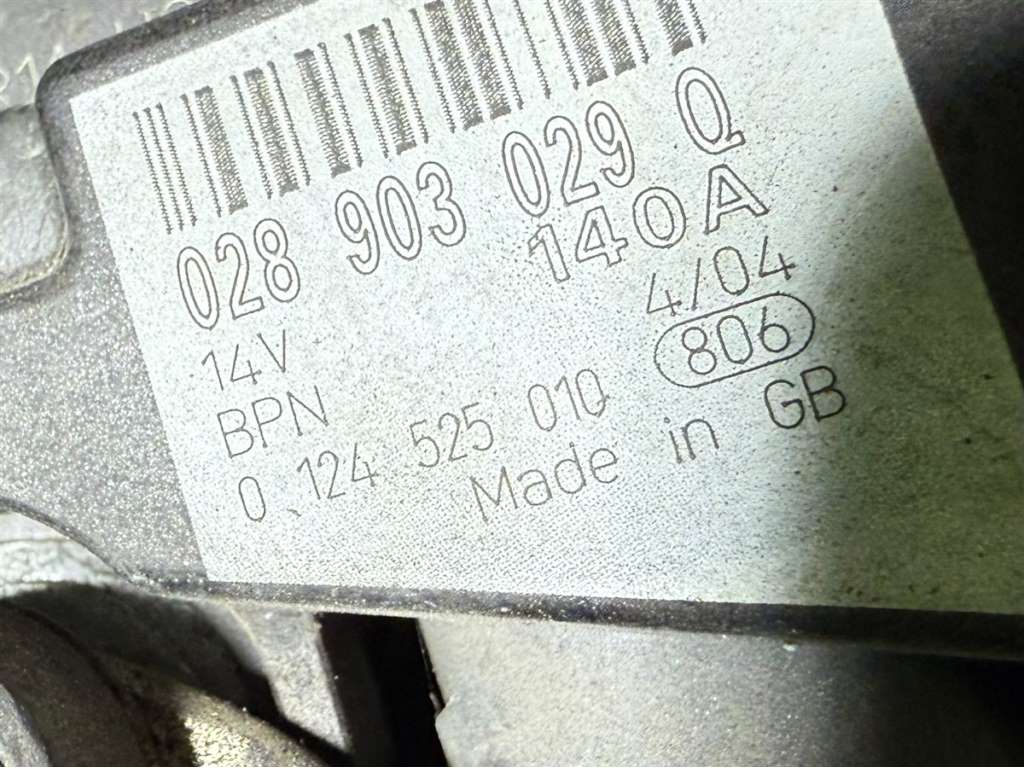 028 903 029 Q
14V 140A
BPN 4/04
0 124 525 010 806
Made in GB